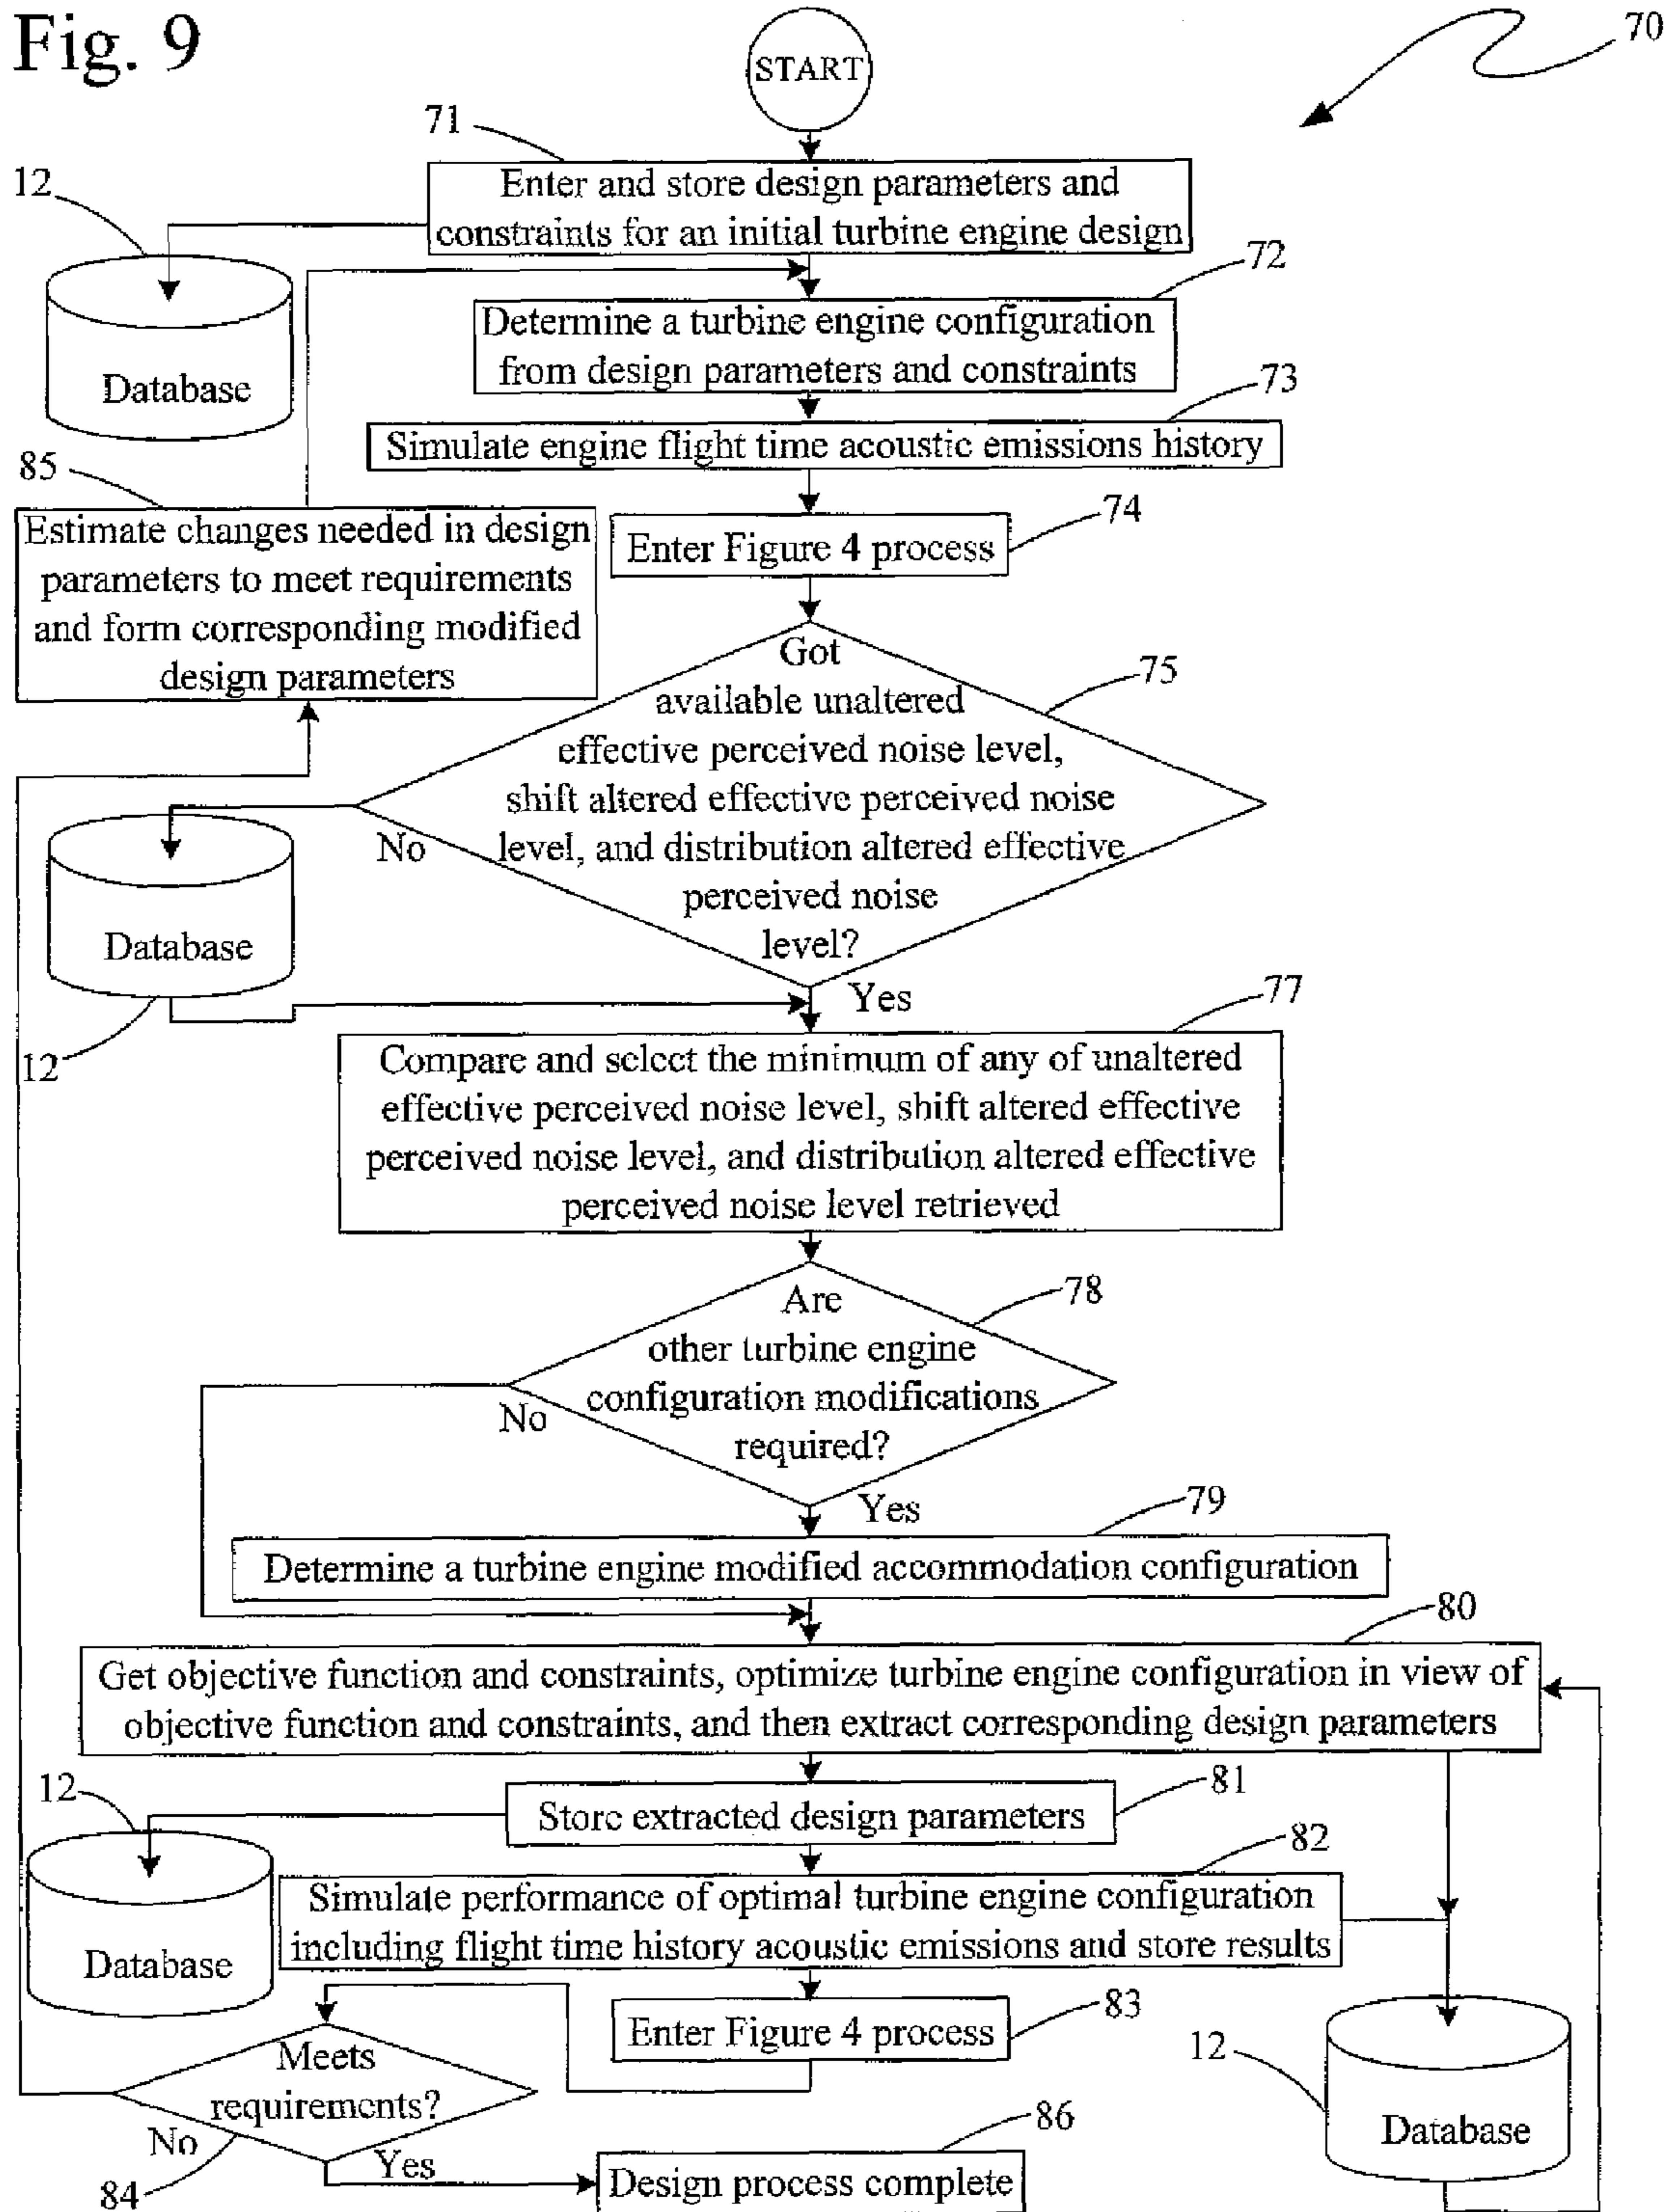 Fig. 9
START
70
71
Enter and store design parameters and
constraints for an initial turbine engine design
12
Database
72
Determine a turbine engine configuration
from design parameters and constraints
73
Simulate engine flight time acoustic emissions history
85
Estimate changes needed in design
parameters to meet requirements
and form corresponding modified
design parameters
74
Enter Figure 4 process
75
Got
available unaltered
effective perceived noise level,
shift altered effective perceived noise
level, and distribution altered effective
perceived noise
level?
No
Database
12
Yes
77
Compare and select the minimum of any of unaltered
effective perceived noise level, shift altered effective
perceived noise level, and distribution altered effective
perceived noise level retrieved
78
Are
other turbine engine
configuration modifications
required?
No
Yes
79
Determine a turbine engine modified accommodation configuration
80
Get objective function and constraints, optimize turbine engine configuration in view of
objective function and constraints, and then extract corresponding design parameters
12
81
Store extracted design parameters
82
Database
Simulate performance of optimal turbine engine configuration
including flight time history acoustic emissions and store results
83
Enter Figure 4 process
12
Database
Meets
requirements?
No
84
Yes
86
Design process complete